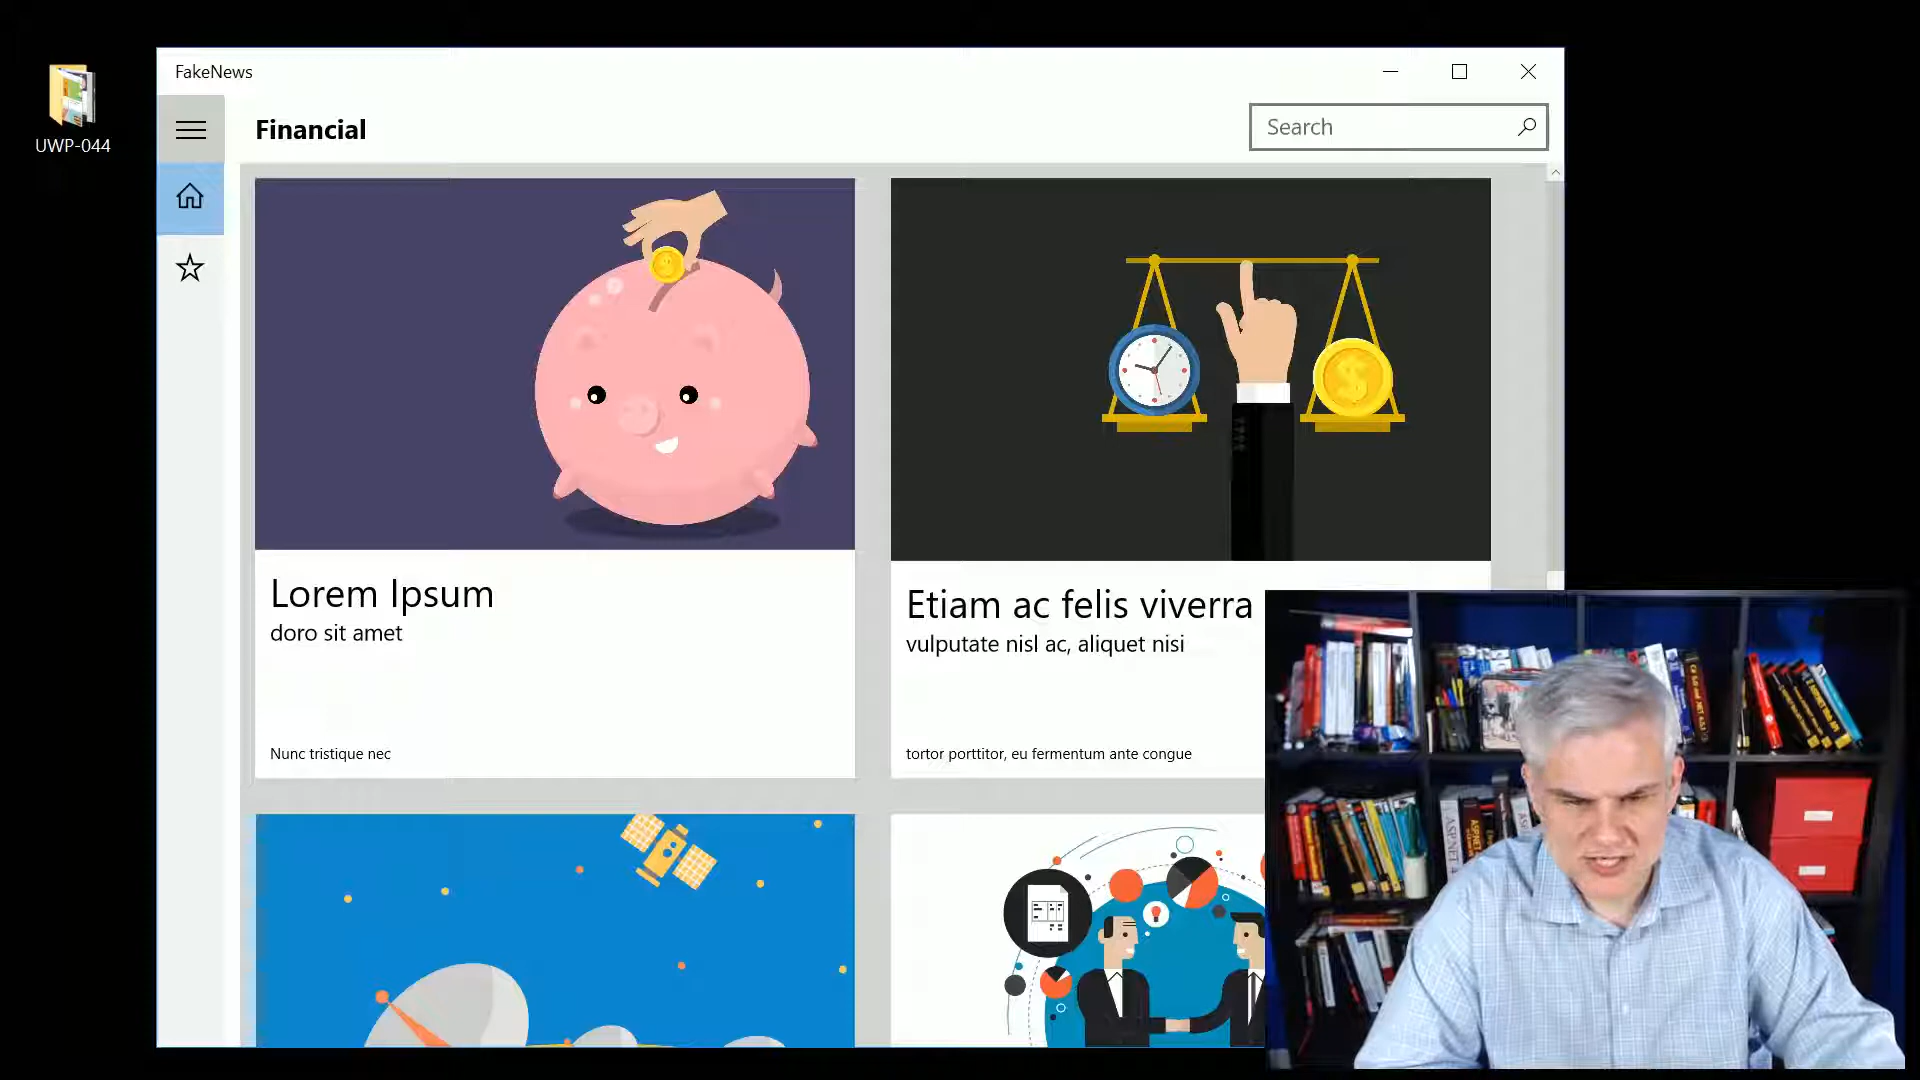 FakeNews
UWP-044
Financial
Search
Lorem Ipsum
doro sit amet
Nunc tristique nec
Etiam ac felis viverra
vulputate nisl ac, aliquet nisi
tortor porttitor, eu fermentum ante congue